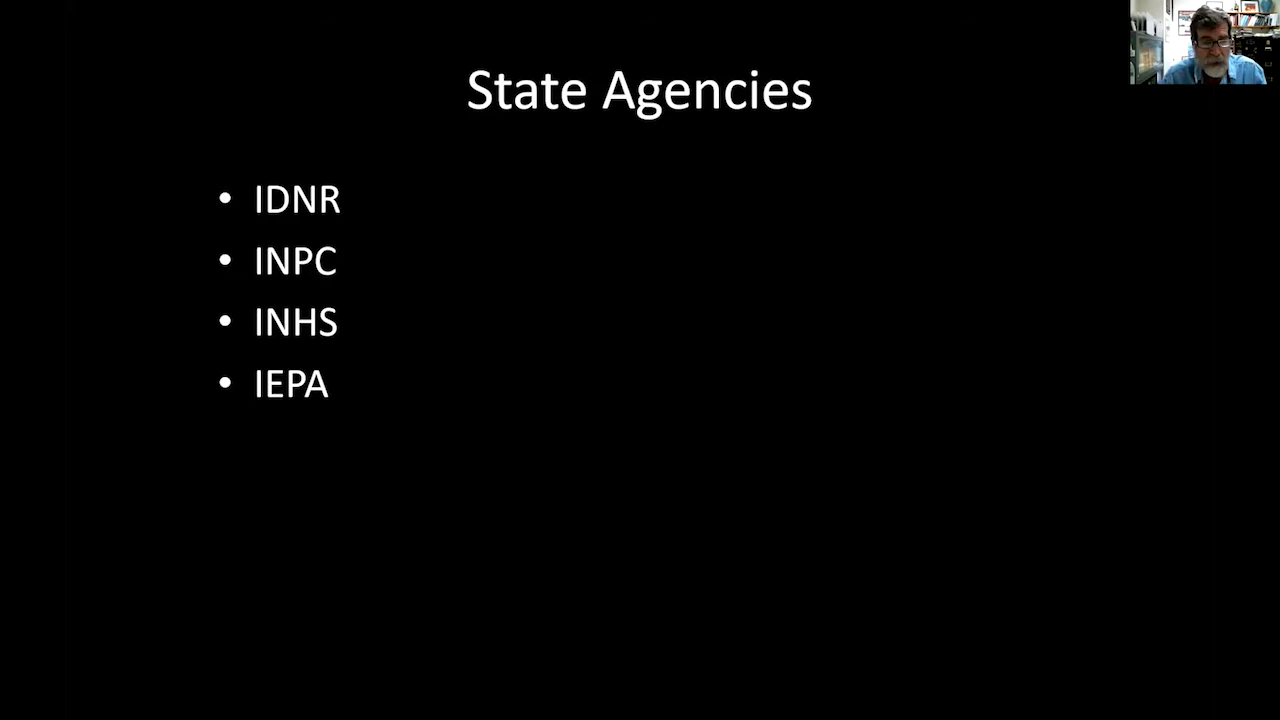 State Agencies
• IDNR
• INPC
• INHS
• IEPA